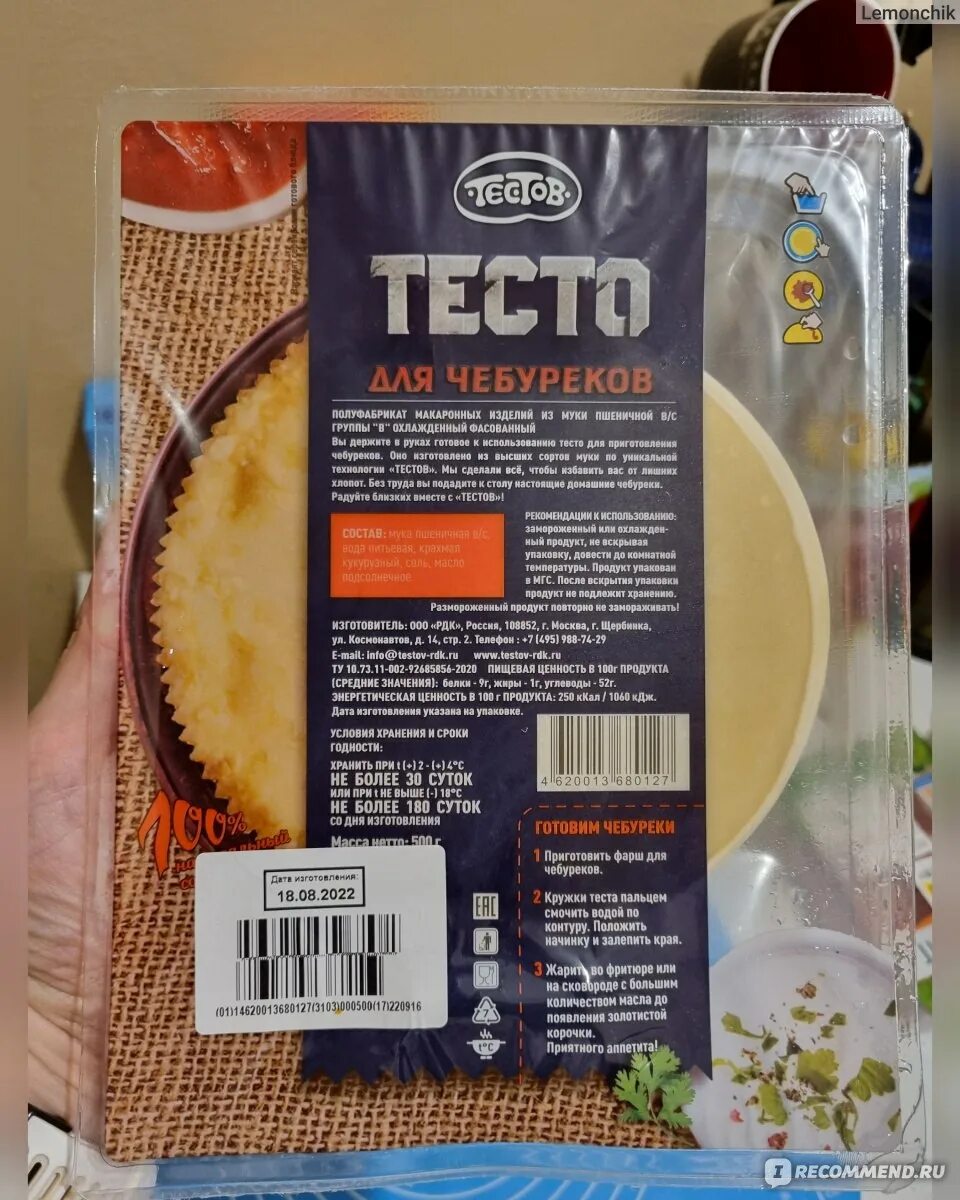 Lemonchik
ТЕСТОВ
ТЕСТО
ДЛЯ ЧЕБУРЕКОВ
ПОЛУФАБРИКАТ МАКАРОННЫХ ИЗДЕЛИЙ ИЗ МУКИ ПШЕНИЧНОЙ В/С
ГРУППЫ "В" ОХЛАЖДЕННЫЙ ФАСОВАННЫЙ
Вы держите в руках готовое к использованию тесто для приготовления
чебуреков. Оно изготовлено из высших сортов муки по уникальной
технологии «ТЕСТОВ». Мы сделали всё, чтобы избавить вас от лишних
хлопот. Без труда вы подадите к столу настоящие домашние чебуреки.
Радуйте близких вместе с «ТЕСТОВ»!
СОСТАВ: мука пшеничная в/с,
вода питьевая, крахмал
кукурузный, соль, масло
подсолнечное
РЕКОМЕНДАЦИИ К ИСПОЛЬЗОВАНИЮ:
замороженный или охлажден-
ный продукт, не вскрывая
упаковку, довести до комнатной
температуры. Продукт упакован
в МГС. После вскрытия упаковки
продукт не подлежит хранению.
Размороженный продукт повторно не замораживать!
ИЗГОТОВИТЕЛЬ: ООО «РДК», Россия, 108852, г. Москва, г. Щербинка,
ул. Космонавтов, д. 14, стр. 2. Телефон : +7 (495) 988-74-29
E-mail: info@testov-rdk.ru www.testov-rdk.ru
ТУ 10.73.11-002-92685856-2020 ПИЩЕВАЯ ЦЕННОСТЬ В 100г ПРОДУКТА
(СРЕДНИЕ ЗНАЧЕНИЯ): белки - 9г, жиры - 1г, углеводы - 52г.
ЭНЕРГЕТИЧЕСКАЯ ЦЕННОСТЬ В 100 г ПРОДУКТА: 250 кКал / 1060 кДж.
Дата изготовления указана на упаковке.
УСЛОВИЯ ХРАНЕНИЯ И СРОКИ
ГОДНОСТИ:
ХРАНИТЬ ПРИ t (+) 2 - (+) 4°С
НЕ БОЛЕЕ 30 СУТОК
ИЛИ ПРИ t НЕ ВЫШЕ (-) 18°С
НЕ БОЛЕЕ 180 СУТОК
СО ДНЯ ИЗГОТОВЛЕНИЯ
Масса нетто: 500 г
4 620013 680127
100%
Дата изготовления:
18.08.2022
(01)14620013680127(3103)000500(17)220916
EAC
7
t°C
ГОТОВИМ ЧЕБУРЕКИ
1 Приготовить фарш для
чебуреков.
2 Кружки теста пальцем
смочить водой по
контуру. Положить
начинку и залепить края.
3 Жарить во фритюре или
на сковороде с большим
количеством масла до
появления золотистой
корочки.
Приятного аппетита!
IRECOMMEND.RU